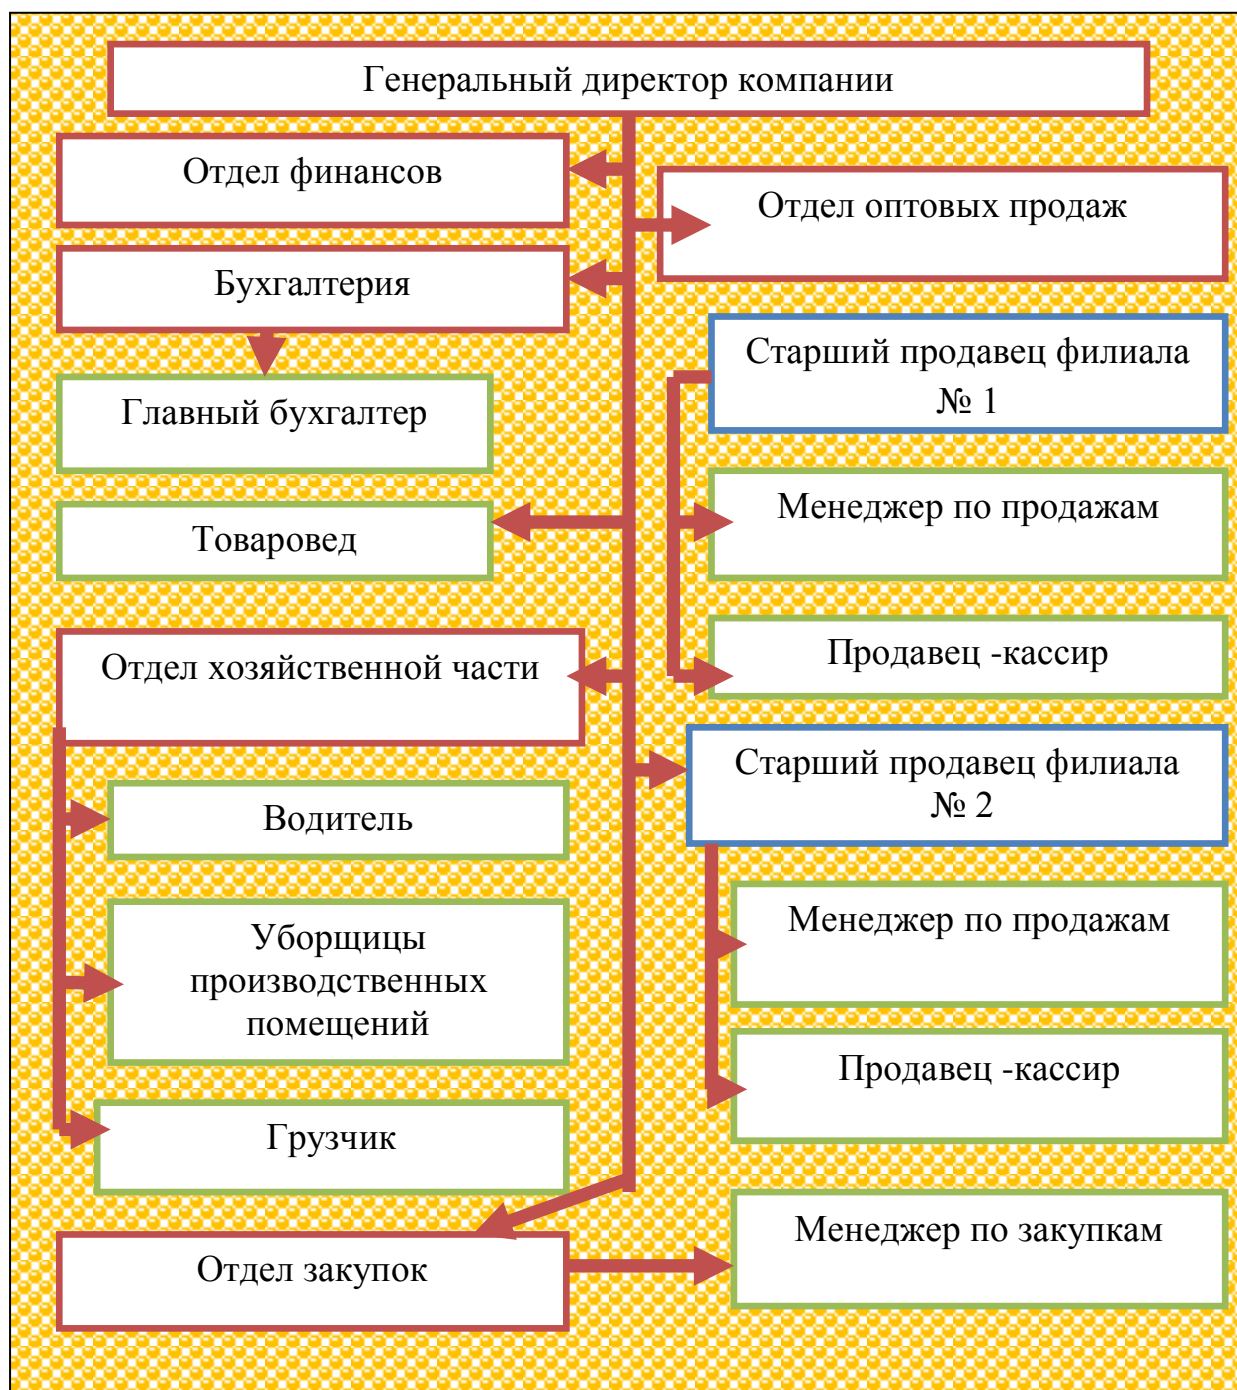 Генеральный директор компании
Отдел финансов
Отдел оптовых продаж
Бухгалтерия
Старший продавец филиала
№ 1
Главный бухгалтер
Менеджер по продажам
Товаровед
Продавец -кассир
Отдел хозяйственной части
Старший продавец филиала
№ 2
Водитель
Менеджер по продажам
Уборщицы
производственных
помещений
Продавец -кассир
Грузчик
Менеджер по закупкам
Отдел закупок